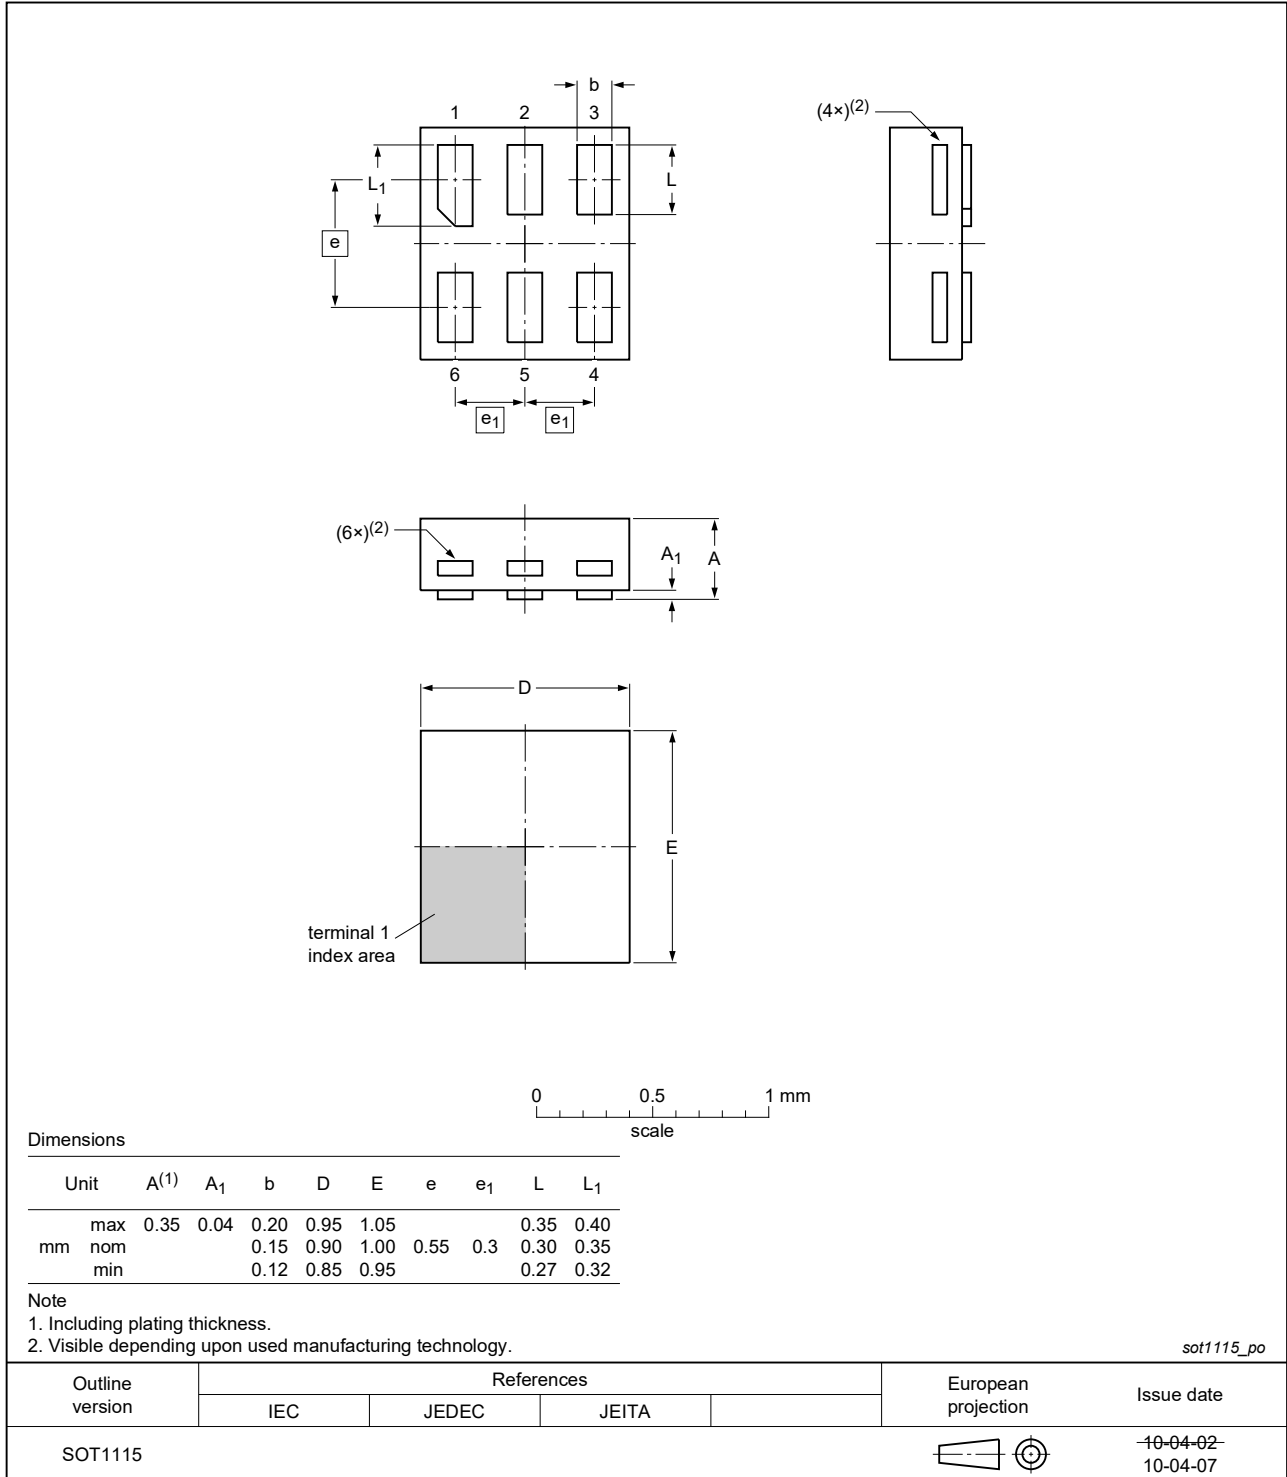 b
1 2 3
(4×)(2)
L1
L
e
6 5 4
e1 e1
(6×)(2)
A1 A
D
E
terminal 1
index area
0 0.5 1 mm
scale
Dimensions
Unit A(1) A1 b D E e e1 L L1
max 0.35 0.04 0.20 0.95 1.05 0.35 0.40
mm nom 0.15 0.90 1.00 0.55 0.3 0.30 0.35
min 0.12 0.85 0.95 0.27 0.32
Note
1. Including plating thickness.
2. Visible depending upon used manufacturing technology.
sot1115_po
Outline
version
References
IEC JEDEC JEITA
European
projection
Issue date
SOT1115
10-04-02
10-04-07